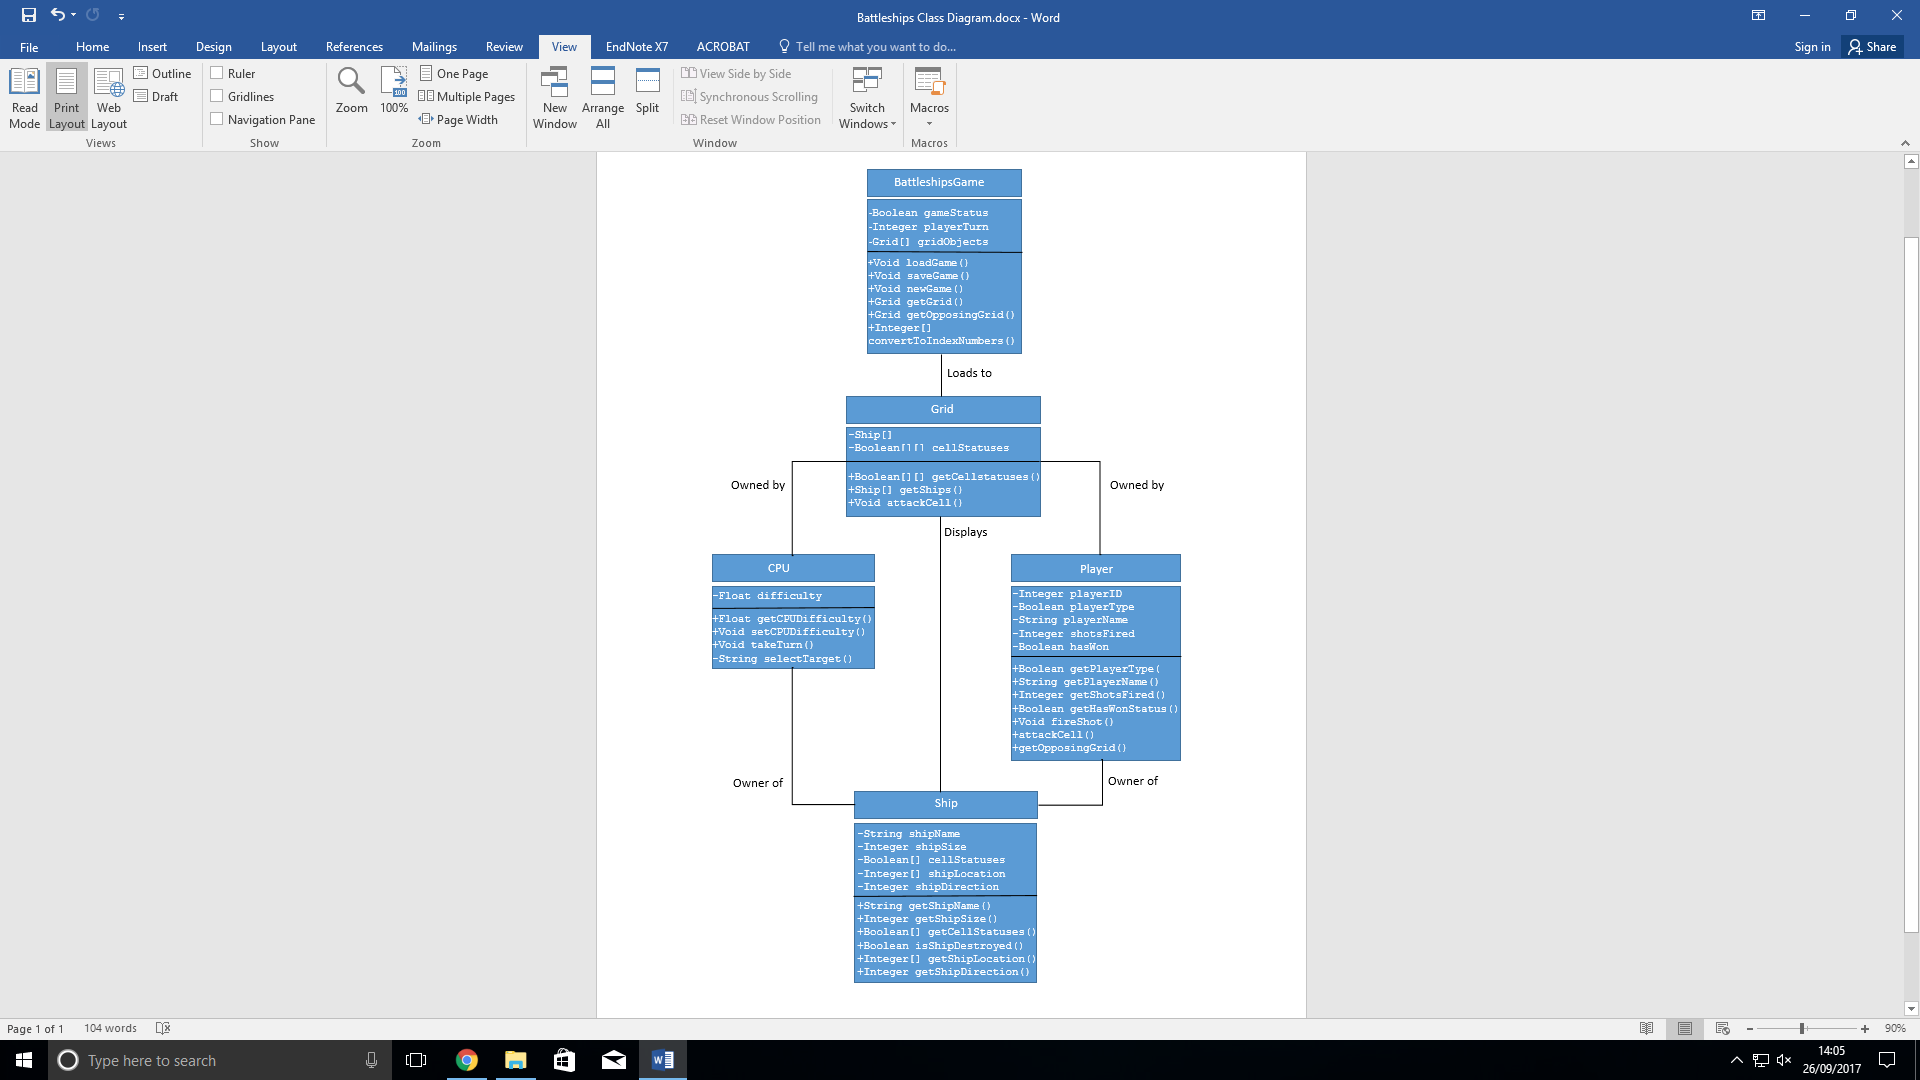 Battleships Class Diagram.docx - Word
File Home Insert Design Layout References Mailings Review View EndNote X7 ACROBAT Tell me what you want to do... Sign in Share
Read Mode
Print Layout
Web Layout
Outline
Draft
Views
Ruler
Gridlines
Navigation Pane
Show
Zoom
100
100%
One Page
Multiple Pages
Page Width
Zoom
New Window
Arrange All
Split
View Side by Side
Synchronous Scrolling
Reset Window Position
Window
Switch Windows
Macros
Macros
BattleshipsGame
-Boolean gameStatus
-Integer playerTurn
-Grid[] gridObjects
+Void loadGame()
+Void saveGame()
+Void newGame()
+Grid getGrid()
+Grid getOpposingGrid()
+Integer[]
convertToIndexNumbers()
Loads to
Grid
-Ship[]
-Boolean[][] cellStatuses
+Boolean[][] getCellstatuses()
+Ship[] getShips()
+Void attackCell()
Owned by
Owned by
Displays
CPU
-Float difficulty
+Float getCPUDifficulty()
+Void setCPUDifficulty()
+Void takeTurn()
-String selectTarget()
Player
-Integer playerID
-Boolean playerType
-String playerName
-Integer shotsFired
-Boolean hasWon
+Boolean getPlayerType(
+String getPlayerName()
+Integer getShotsFired()
+Boolean getHasWonStatus()
+Void fireShot()
+attackCell()
+getOpposingGrid()
Owner of
Owner of
Ship
-String shipName
-Integer shipSize
-Boolean[] cellStatuses
-Integer[] shipLocation
-Integer shipDirection
+String getShipName()
+Integer getShipSize()
+Boolean[] getCellStatuses()
+Boolean isShipDestroyed()
+Integer[] getShipLocation()
+Integer getShipDirection()
Page 1 of 1 104 words 90%
Type here to search
14:05
26/09/2017